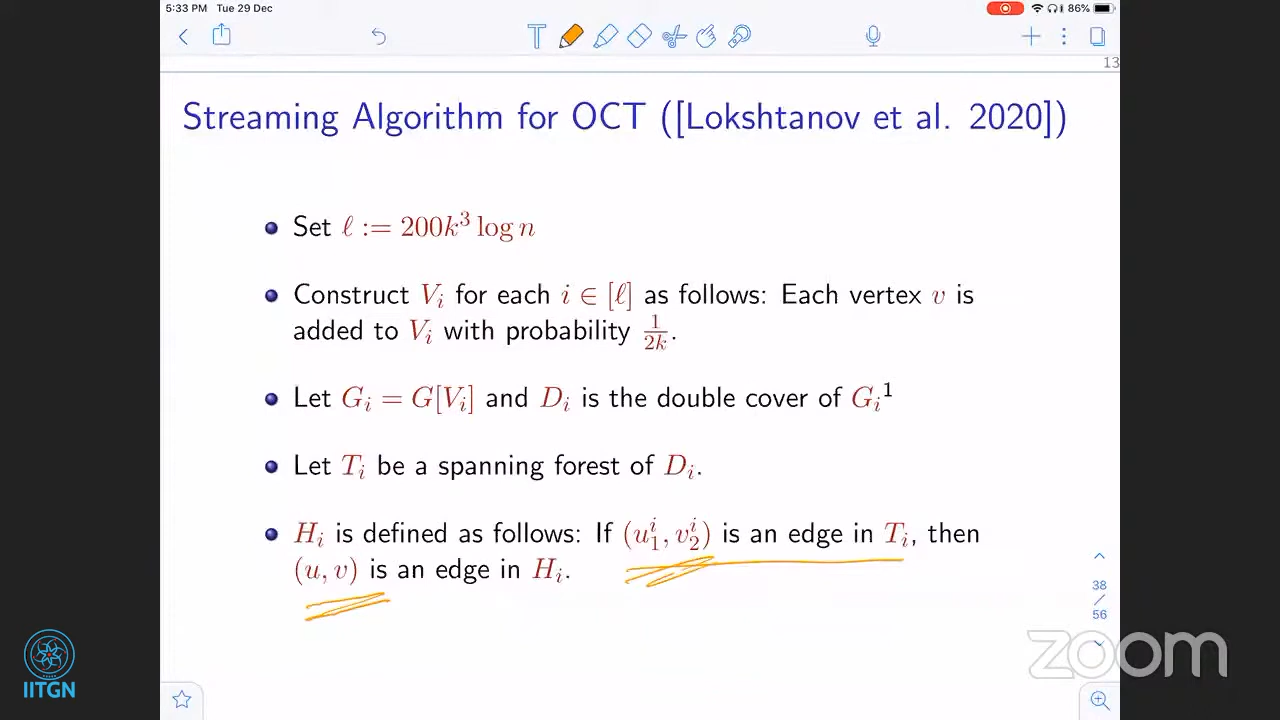 5:33 PM Tue 29 Dec
86%
T
13
Streaming Algorithm for OCT ([Lokshtanov et al. 2020])
Set ℓ := 200k³ log n
Construct Vᵢ for each i ∈ [ℓ] as follows: Each vertex v is
added to Vᵢ with probability 1/2k.
Let Gᵢ = G[Vᵢ] and Dᵢ is the double cover of Gᵢ¹
Let Tᵢ be a spanning forest of Dᵢ.
Hᵢ is defined as follows: If (u₁ⁱ, v₂ⁱ) is an edge in Tᵢ, then
(u, v) is an edge in Hᵢ.
38
/
56
zoom
IITGN